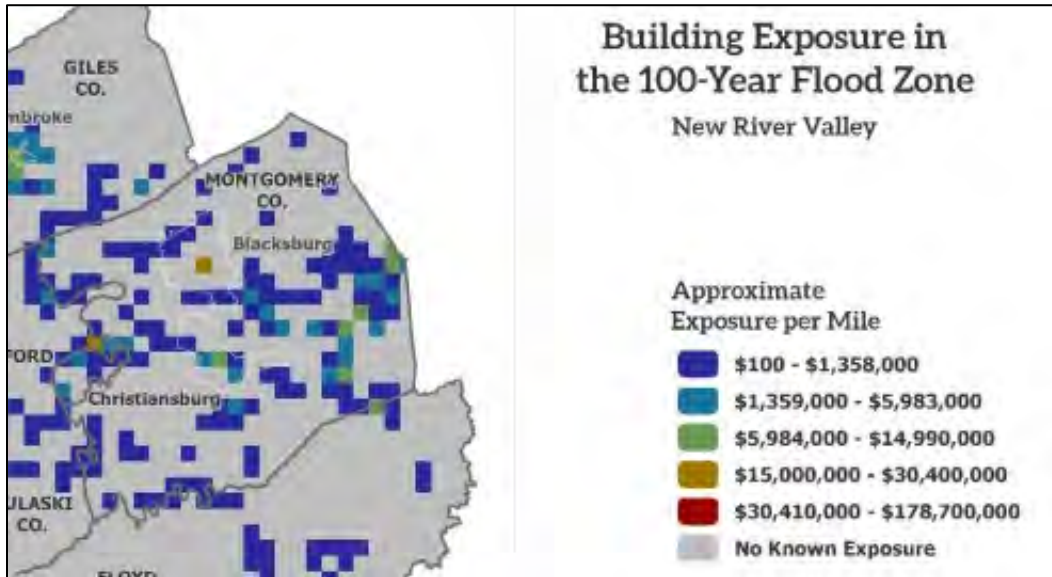 Building Exposure in
the 100-Year Flood Zone
New River Valley
GILES
CO.
mbroke
MONTGOMERY
CO.
Blacksburg
FORD
Christiansburg
ULASKI
CO.
FLOYD
Approximate
Exposure per Mile
$100 - $1,358,000
$1,359,000 - $5,983,000
$5,984,000 - $14,990,000
$15,000,000 - $30,400,000
$30,410,000 - $178,700,000
No Known Exposure